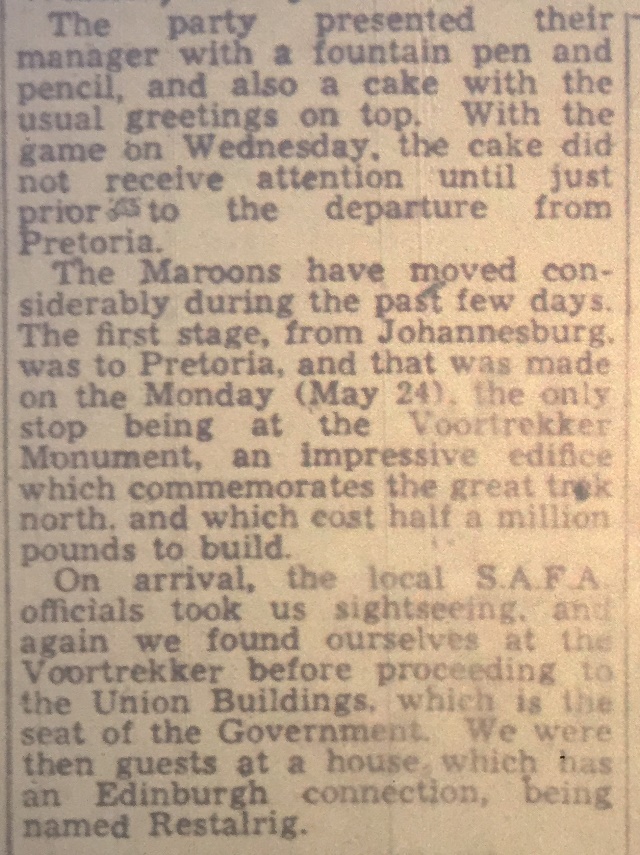 The party presented their
manager with a fountain pen and
pencil, and also a cake with the
usual greetings on top. With the
game on Wednesday, the cake did
not receive attention until just
prior to the departure from
Pretoria.
The Maroons have moved con-
siderably during the past few days.
The first stage, from Johannesburg,
was to Pretoria, and that was made
on the Monday (May 24), the only
stop being at the Voortrekker
Monument, an impressive edifice
which commemorates the great trek
north, and which cost half a million
pounds to build.
On arrival, the local S.A.F.A.
officials took us sightseeing, and
again we found ourselves at the
Voortrekker before proceeding to
the Union Buildings, which is the
seat of the Government. We were
then guests at a house which has
an Edinburgh connection, being
named Restalrig.